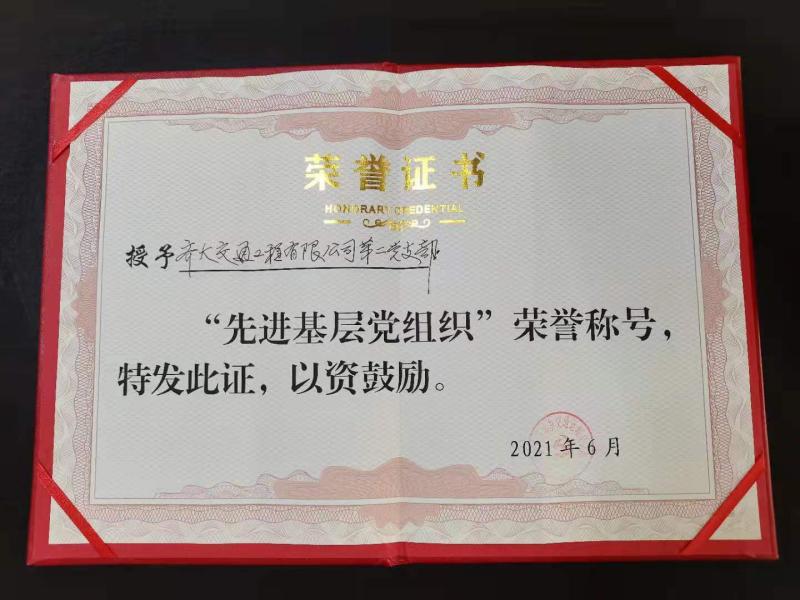 荣誉证书
HONORARY CREDENTIAL
授予齐大交通工程有限公司第二党支部
“先进基层党组织”荣誉称号，
特发此证，以资鼓励。
2021年6月